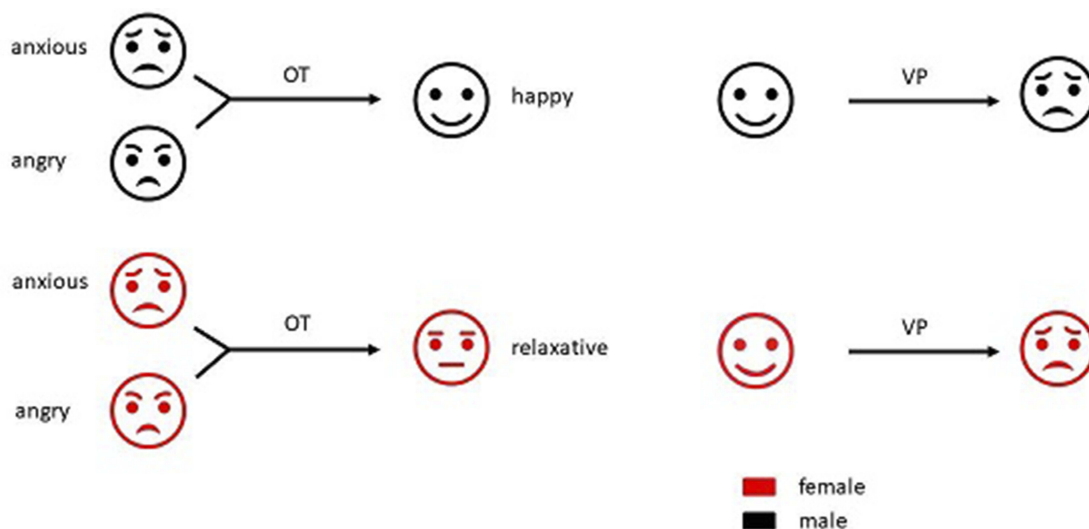 anxious
OT
happy
VP
angry
anxious
OT
relaxative
VP
angry
female
male